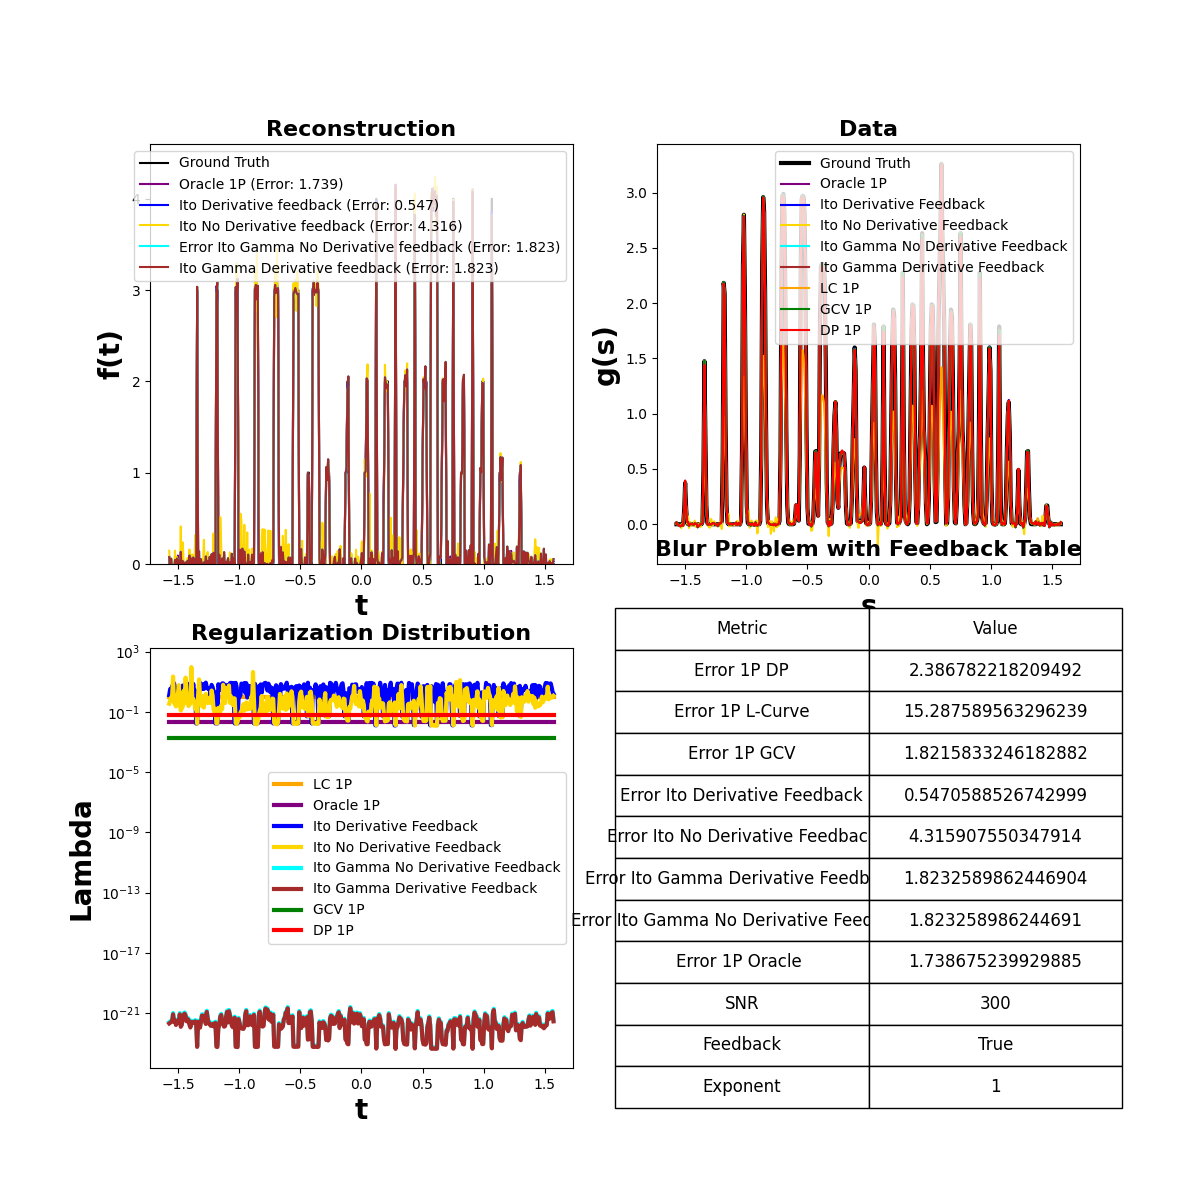 Reconstruction
Ground Truth
Oracle 1P (Error: 1.739)
Ito Derivative feedback (Error: 0.547)
Ito No Derivative feedback (Error: 4.316)
Error Ito Gamma No Derivative feedback (Error: 1.823)
Ito Gamma Derivative feedback (Error: 1.823)
f(t)
4
3
2
1
0
−1.5 −1.0 −0.5 0.0 0.5 1.0 1.5
t
Data
Ground Truth
Oracle 1P
Ito Derivative Feedback
Ito No Derivative Feedback
Ito Gamma No Derivative Feedback
Ito Gamma Derivative Feedback
LC 1P
GCV 1P
DP 1P
g(s)
3.0
2.5
2.0
1.5
1.0
0.5
0.0
−1.5 −1.0 −0.5 0.0 0.5 1.0 1.5
s
Regularization Distribution
10^3
10^−1
10^−5
10^−9
10^−13
10^−17
10^−21
Lambda
LC 1P
Oracle 1P
Ito Derivative Feedback
Ito No Derivative Feedback
Ito Gamma No Derivative Feedback
Ito Gamma Derivative Feedback
GCV 1P
DP 1P
−1.5 −1.0 −0.5 0.0 0.5 1.0 1.5
t
Blur Problem with Feedback Table
Metric Value
Error 1P DP 2.386782218209492
Error 1P L-Curve 15.287589563296239
Error 1P GCV 1.8215833246182882
Error Ito Derivative Feedback 0.5470588526742999
Error Ito No Derivative Feedbac 4.315907550347914
Error Ito Gamma Derivative Feedb 1.8232589862446904
Error Ito Gamma No Derivative Feed 1.823258986244691
Error 1P Oracle 1.738675239929885
SNR 300
Feedback True
Exponent 1